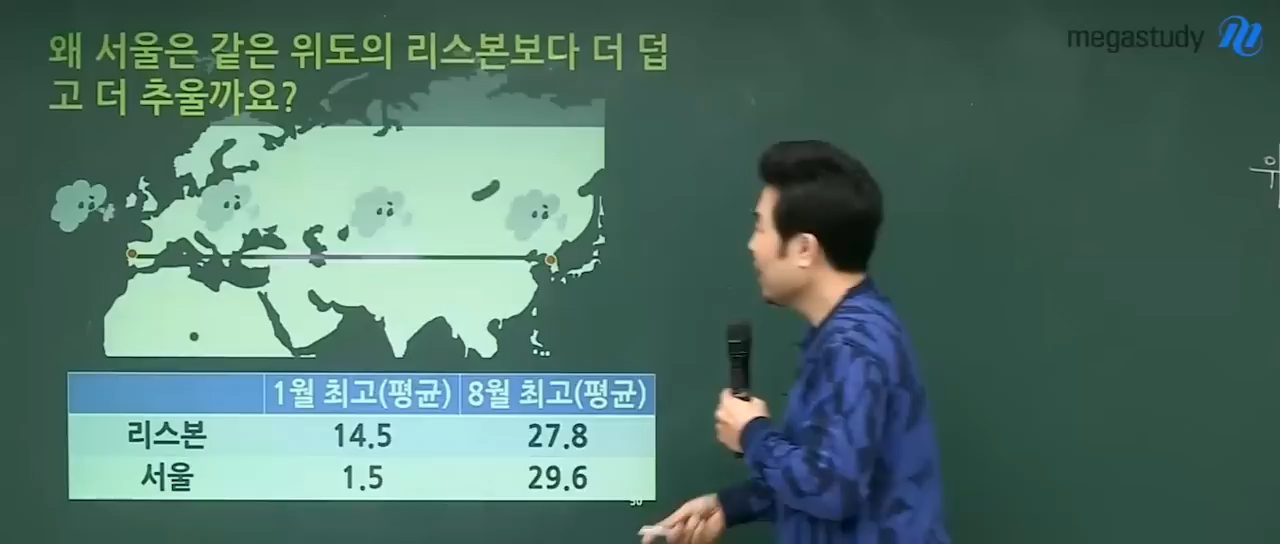 왜 서울은 같은 위도의 리스본보다 더 덥
고 더 추울까요?
megastudy
1월 최고(평균) 8월 최고(평균)
리스본 14.5 27.8
서울 1.5 29.6